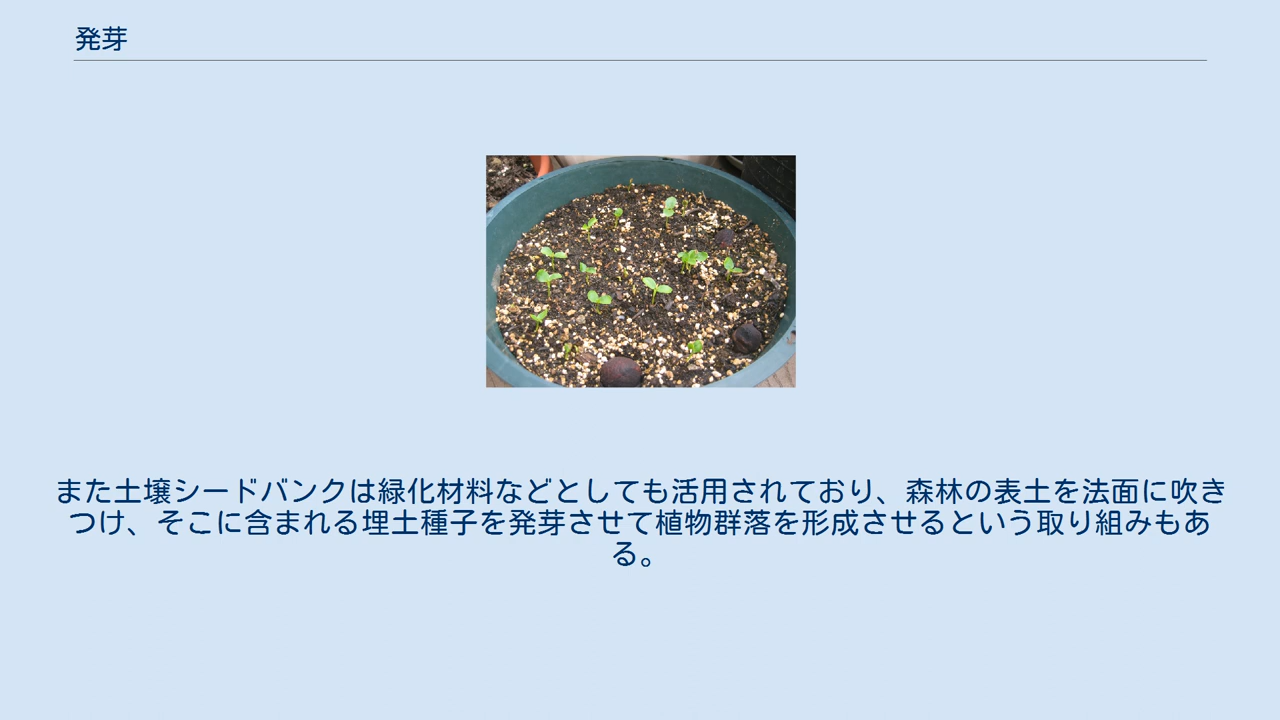 発芽
また土壌シードバンクは緑化材料などとしても活用されており、森林の表土を法面に吹き
つけ、そこに含まれる埋土種子を発芽させて植物群落を形成させるという取り組みもあ
る。